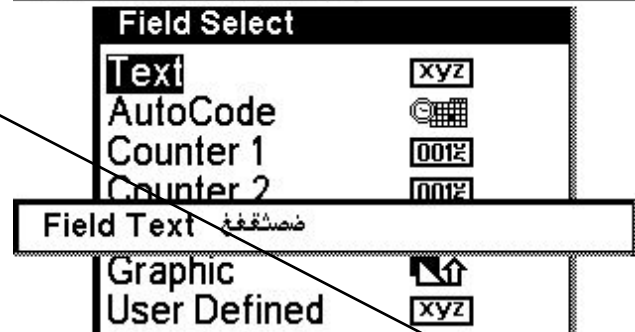 Field Select
Text xyz
AutoCode
Counter 1 001
Counter 2 001
Field Text ضصثقفغ
Graphic
User Defined xyz